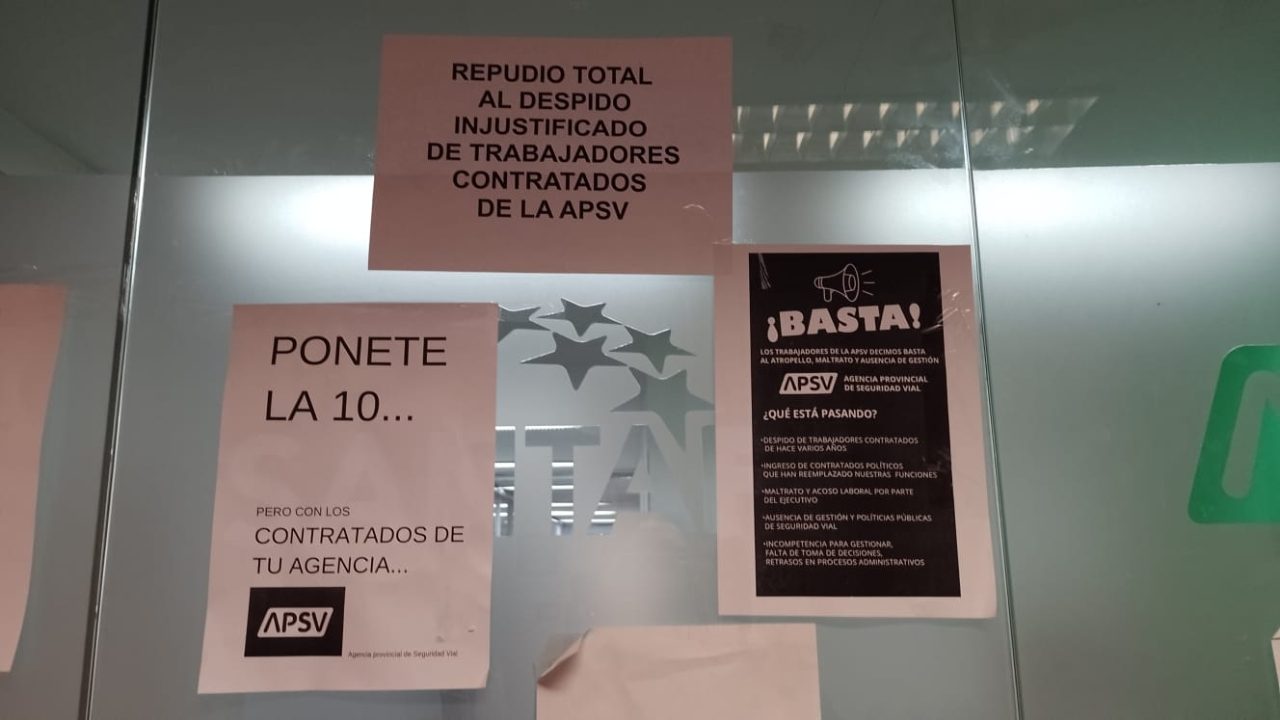 REPUDIO TOTAL
AL DESPIDO
INJUSTIFICADO
DE TRABAJADORES
CONTRATADOS
DE LA APSV
PONETE
LA 10...
PERO CON LOS
CONTRATADOS DE
TU AGENCIA...
APSV
Agencia provincial de Seguridad Vial
¡BASTA!
LOS TRABAJADORES DE LA APSV DECIMOS BASTA
AL ATROPELLO, MALTRATO Y AUSENCIA DE GESTIÓN
APSV AGENCIA PROVINCIAL
DE SEGURIDAD VIAL
¿QUÉ ESTÁ PASANDO?
•DESPIDO DE TRABAJADORES CONTRATADOS
DE HACE VARIOS AÑOS
•INGRESO DE CONTRATADOS POLÍTICOS
QUE HAN REEMPLAZADO NUESTRAS FUNCIONES
•MALTRATO Y ACOSO LABORAL POR PARTE
DEL EJECUTIVO
•AUSENCIA DE GESTIÓN Y POLÍTICIAS PÚBLICAS
DE SEGURIDAD VIAL
•INCOMPETENCIA PARA GESTIONAR,
FALTA DE TOMA DE DECISIONES,
RETRASOS EN PROCESOS ADMINISTRATIVOS